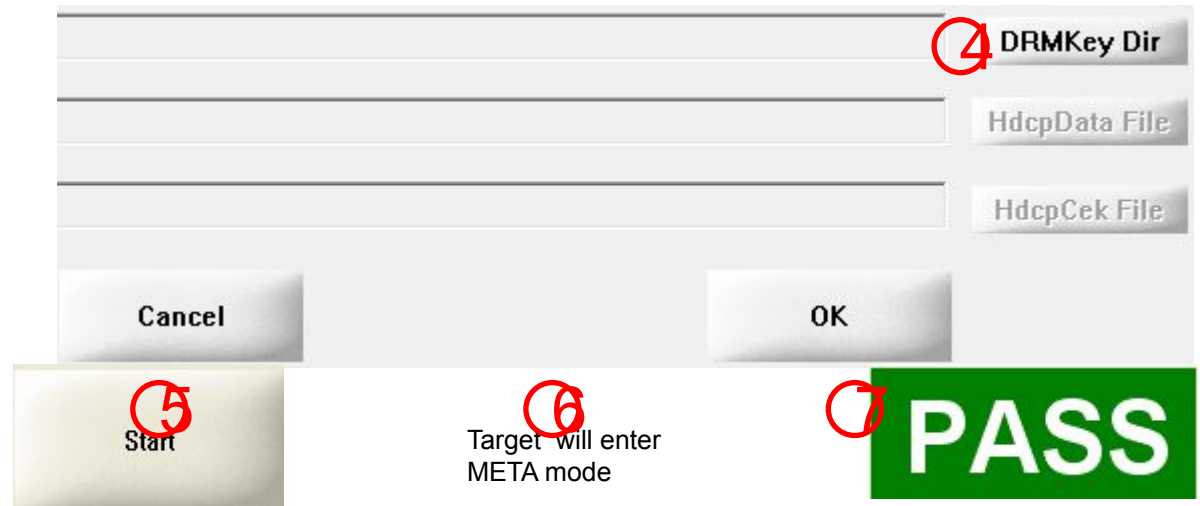 4 DRMKey Dir
HdcpData File
HdcpCek File
Cancel OK
5 6 7
Start
Target will enter
META mode
PASS